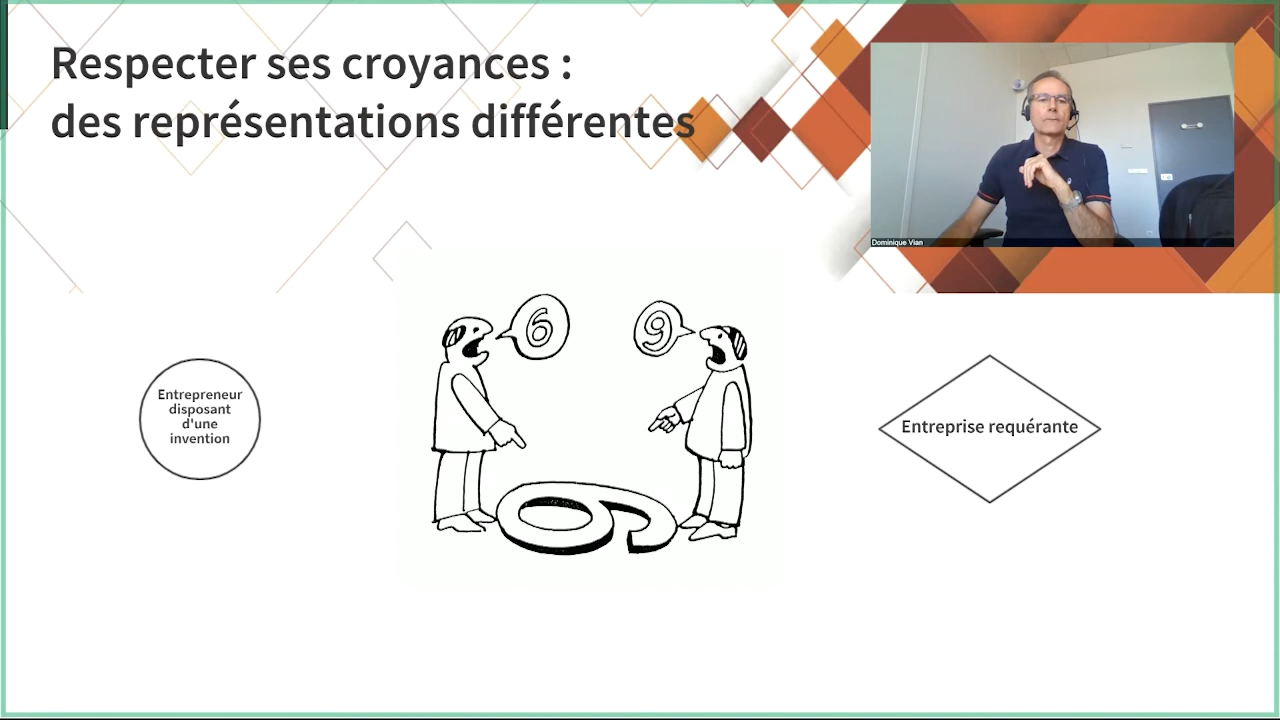 Respecter ses croyances :
des représentations différentes
Dominique Vian
6
9
Entrepreneur
disposant
d'une
invention
Entreprise requérante